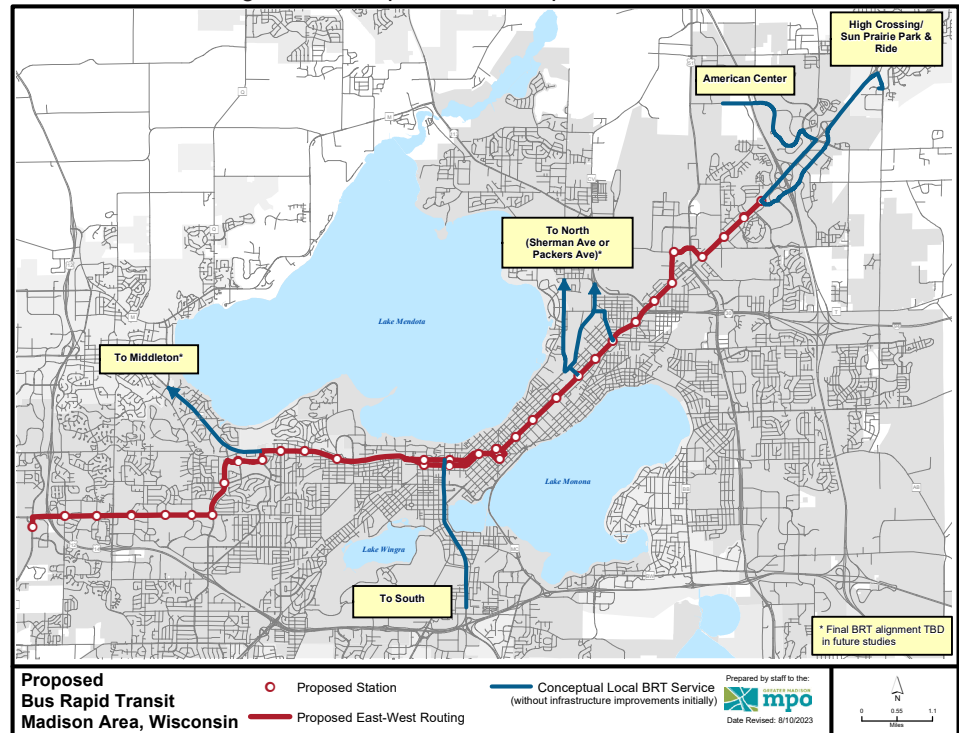 High Crossing/
Sun Prairie Park &
Ride
American Center
To North
(Sherman Ave or
Packers Ave)*
Lake Mendota
To Middleton*
Lake Monona
Lake Wingra
To South
* Final BRT alignment TBD
in future studies
Proposed
Bus Rapid Transit
Madison Area, Wisconsin
Proposed Station
Proposed East-West Routing
Conceptual Local BRT Service
(without infrastructure improvements initially)
Prepared by staff to the:
GREATER MADISON
mpo
Date Revised: 8/10/2023
N
0 0.55 1.1
Miles